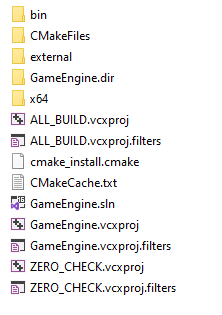 bin
CMakeFiles
external
GameEngine.dir
x64
ALL_BUILD.vcxproj
ALL_BUILD.vcxproj.filters
cmake_install.cmake
CMakeCache.txt
GameEngine.sln
GameEngine.vcxproj
GameEngine.vcxproj.filters
ZERO_CHECK.vcxproj
ZERO_CHECK.vcxproj.filters